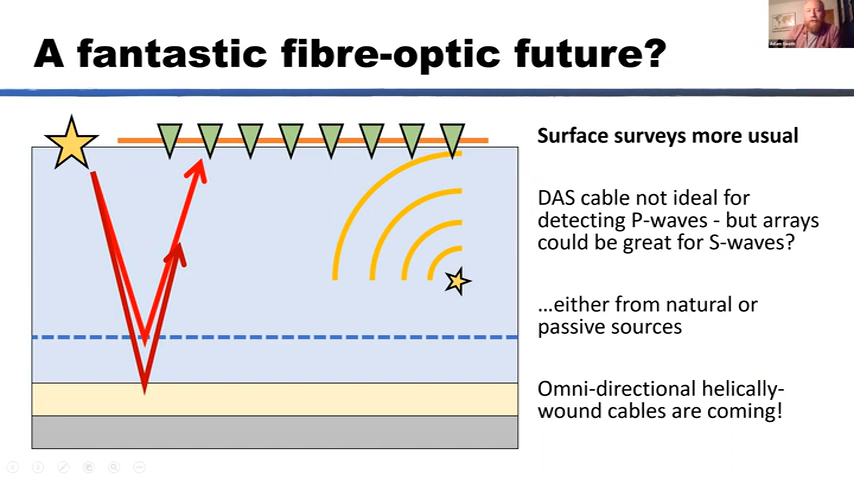 A fantastic fibre-optic future?
Surface surveys more usual
DAS cable not ideal for
detecting P-waves - but arrays
could be great for S-waves?
...either from natural or
passive sources
Omni-directional helically-
wound cables are coming!